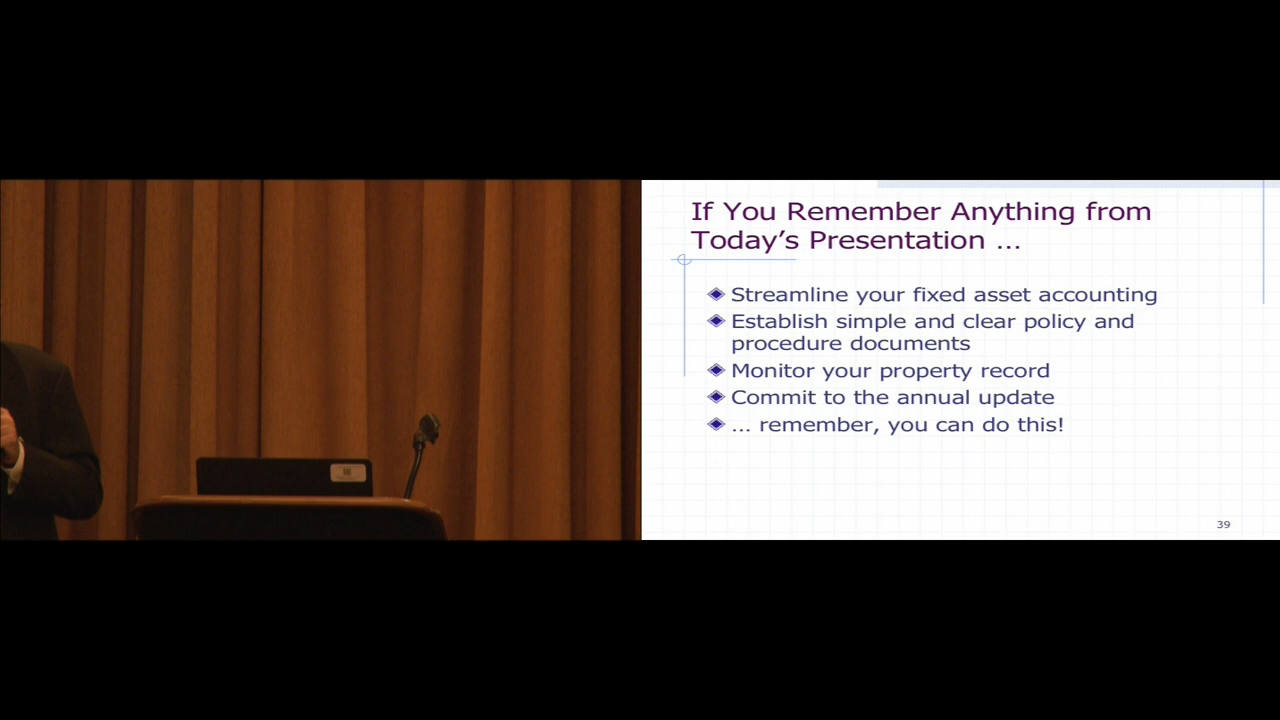 If You Remember Anything from
Today’s Presentation …
Streamline your fixed asset accounting
Establish simple and clear policy and
procedure documents
Monitor your property record
Commit to the annual update
… remember, you can do this!
39